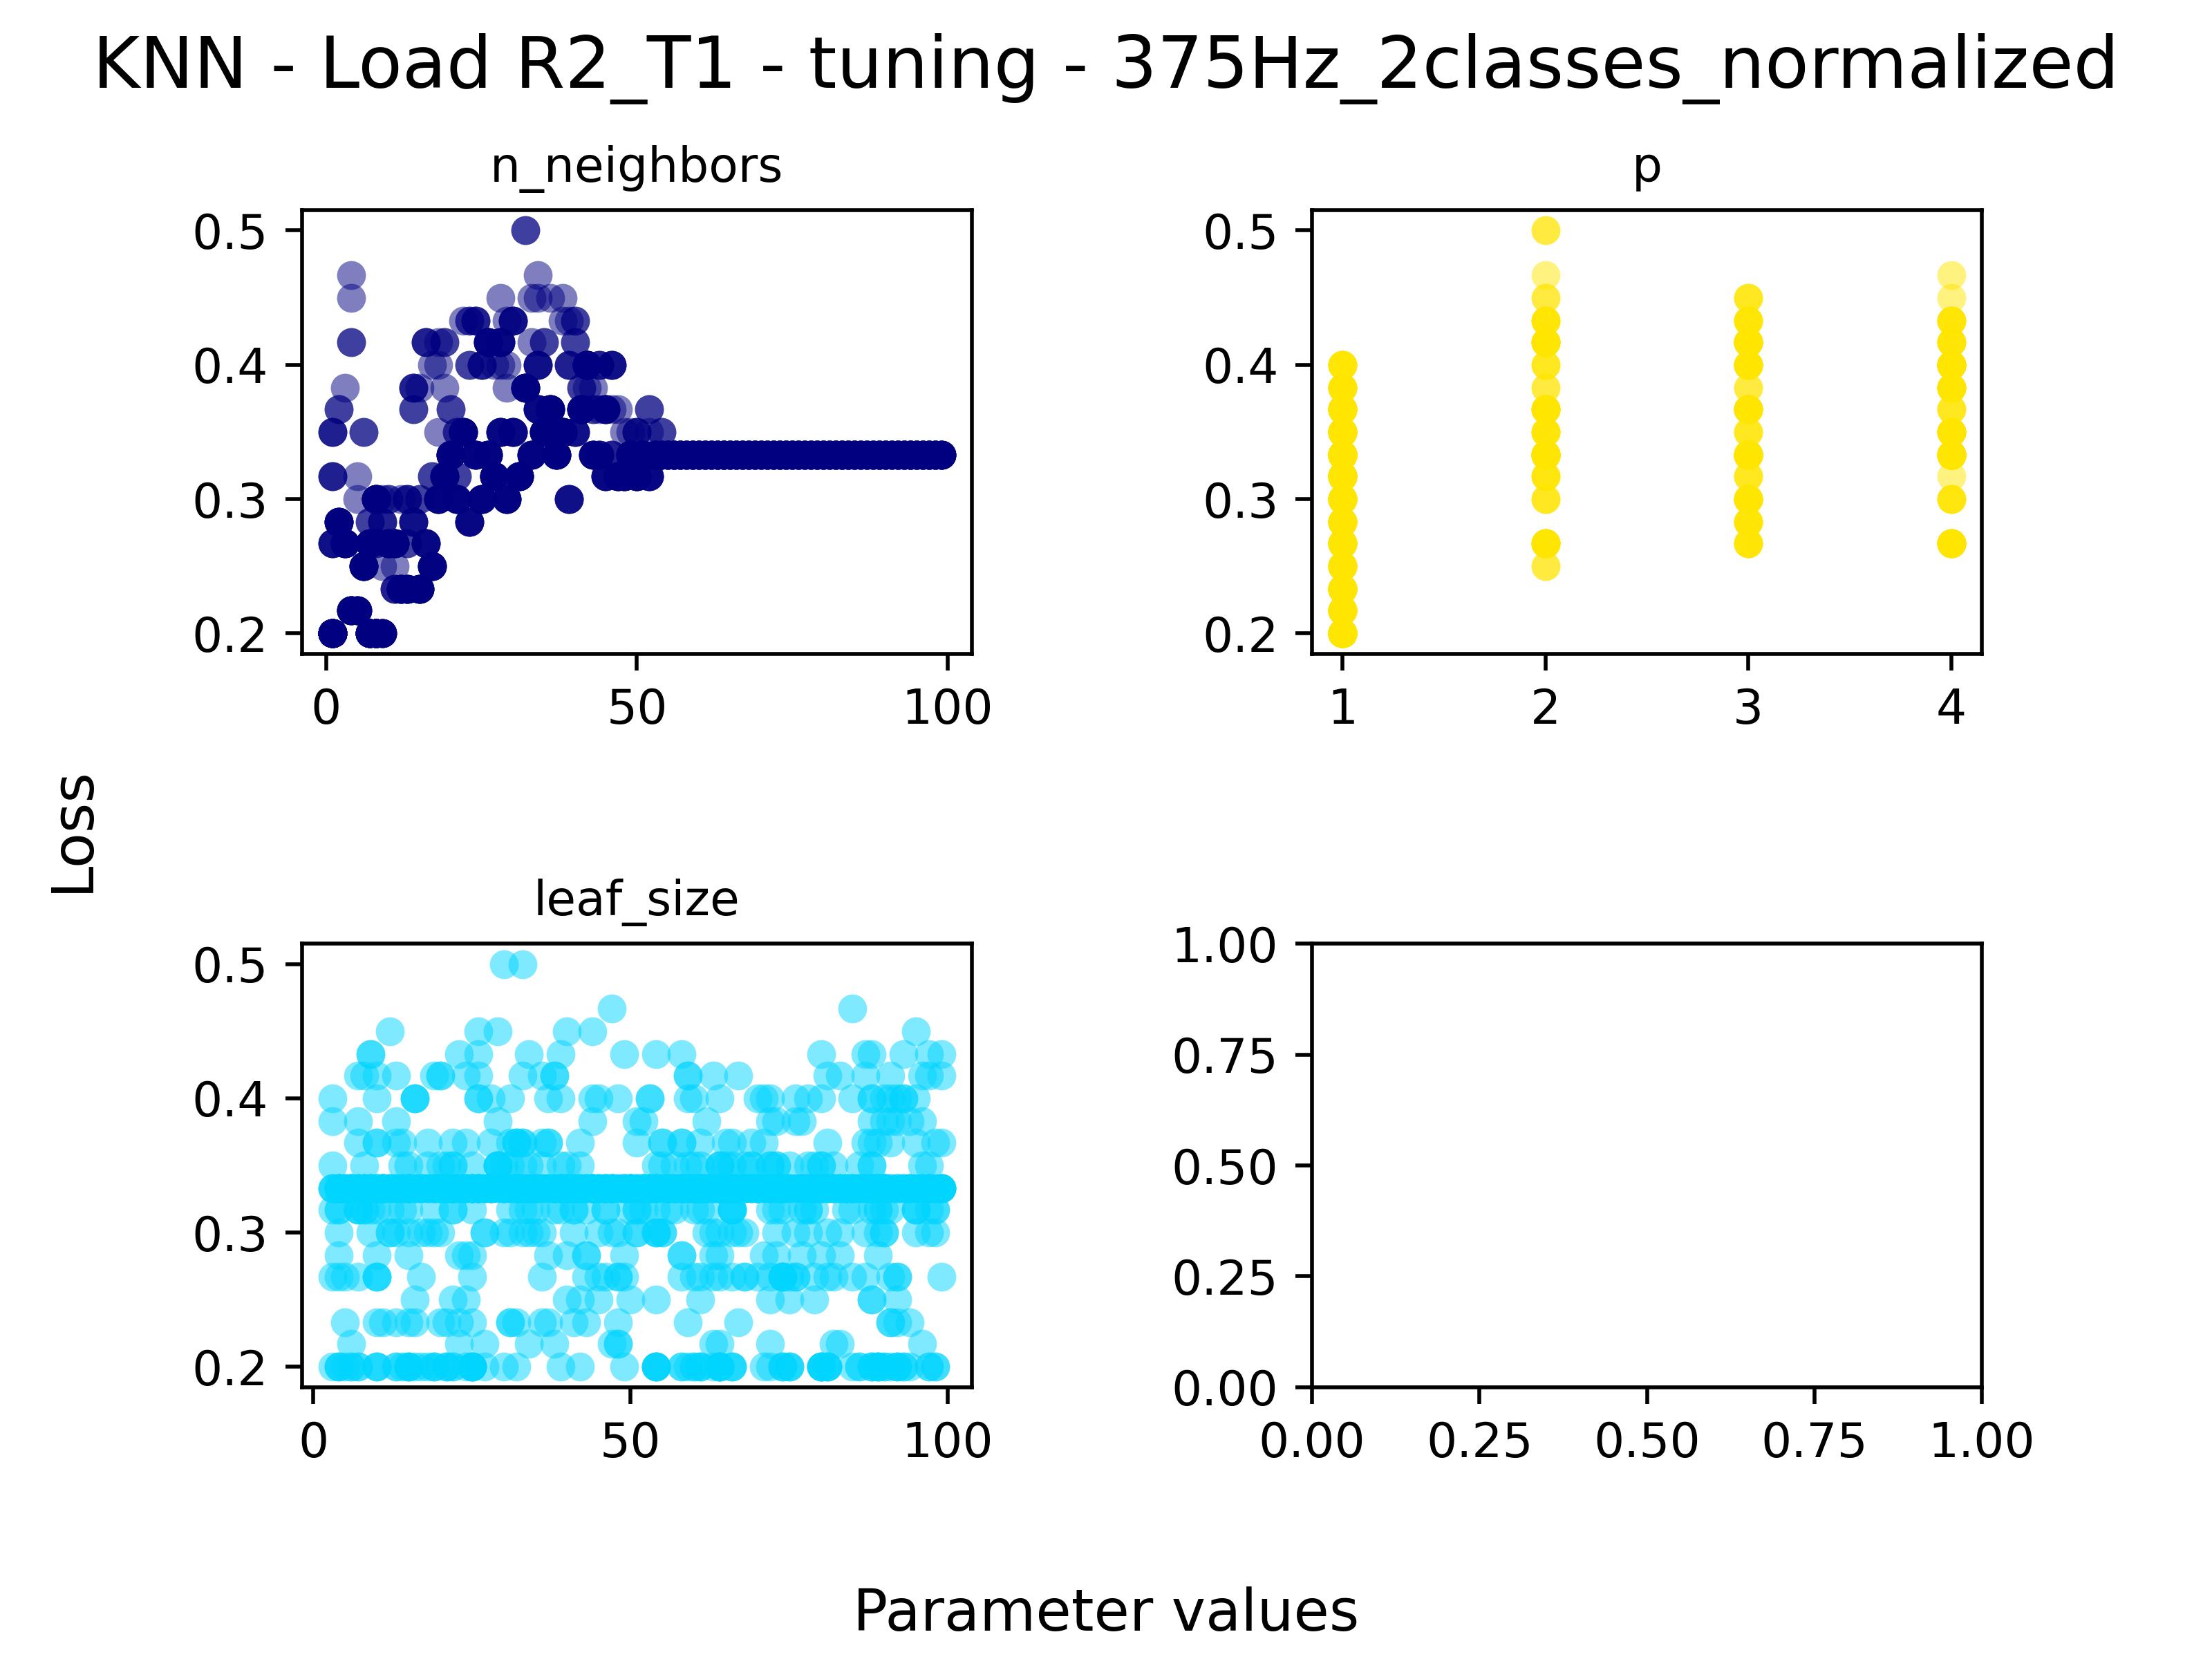 KNN - Load R2_T1 - tuning - 375Hz_2classes_normalized
n_neighbors
0.5
0.4
0.3
0.2
0 50 100
p
0.5
0.4
0.3
0.2
1 2 3 4
Loss
leaf_size
0.5
0.4
0.3
0.2
0 50 100
1.00
0.75
0.50
0.25
0.00
0.00 0.25 0.50 0.75 1.00
Parameter values